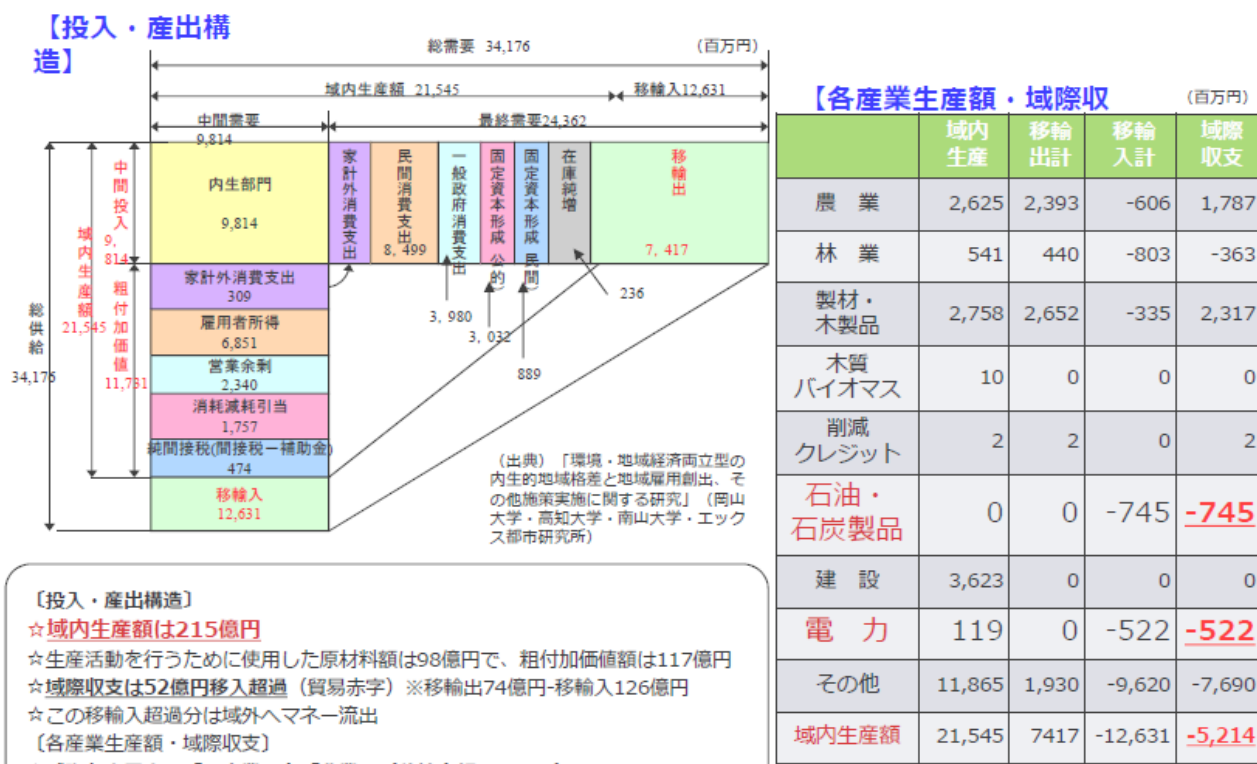 【投入・産出構
造】
総需要 34,176
（百万円）
域内生産額 21,545
移輸入12,631
中間需要
9,814
最終需要24,362
総供給
34,176
域内生産額
21,545
中間投入
9,
814
粗付加価値
11,731
内生部門
9,814
家計外消費支出
民間消費支出
8,499
一般政府消費支出
3,980
固定資本形成（公的）
3,032
固定資本形成（民間）
889
在庫純増
236
移輸出
7,417
家計外消費支出
309
雇用者所得
6,851
営業余剰
2,340
消耗減耗引当
1,757
純間接税(間接税ー補助金)
474
移輸入
12,631
（出典）「環境・地域経済両立型の
内生的地域格差と地域雇用創出、そ
の他施策実施に関する研究」（岡山
大学・高知大学・南山大学・エック
ス都市研究所）
〔投入・産出構造〕
☆域内生産額は215億円
☆生産活動を行うために使用した原材料額は98億円で、粗付加価値額は117億円
☆域際収支は52億円移入超過（貿易赤字）※移輸出74億円-移輸入126億円
☆この移輸入超過分は域外へマネー流出
〔各産業生産額・域際収支〕
【各産業生産額・域際収
（百万円）
域内生産 移輸出計 移輸入計 域際収支
農 業 2,625 2,393 -606 1,787
林 業 541 440 -803 -363
製材・木製品 2,758 2,652 -335 2,317
木質バイオマス 10 0 0 0
削減クレジット 2 2 0 2
石油・石炭製品 0 0 -745 -745
建 設 3,623 0 0 0
電 力 119 0 -522 -522
その他 11,865 1,930 -9,620 -7,690
域内生産額 21,545 7417 -12,631 -5,214